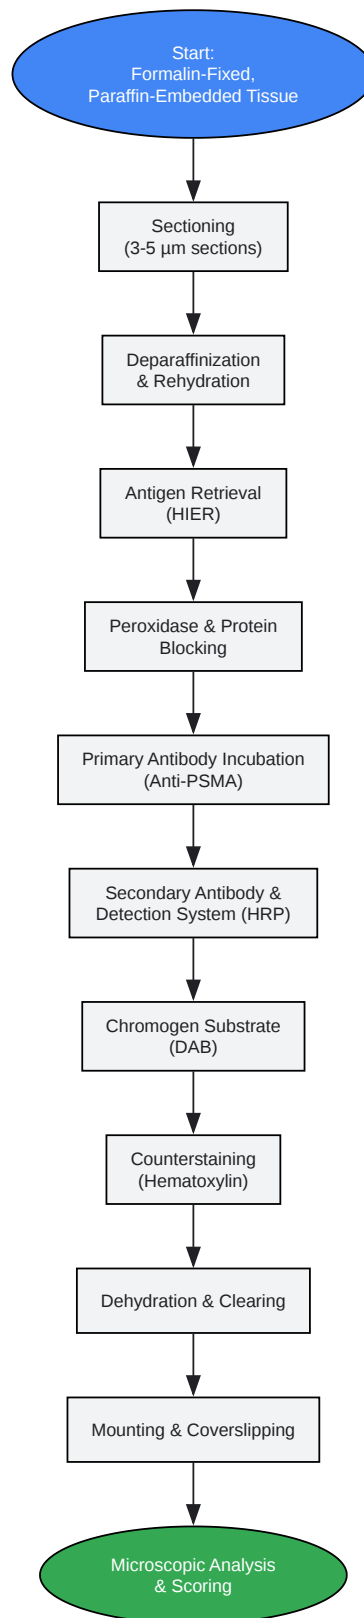 Start:
Formalin-Fixed,
Paraffin-Embedded Tissue
Sectioning
(3-5 µm sections)
Deparaffinization
& Rehydration
Antigen Retrieval
(HIER)
Peroxidase & Protein
Blocking
Primary Antibody Incubation
(Anti-PSMA)
Secondary Antibody &
Detection System (HRP)
Chromogen Substrate
(DAB)
Counterstaining
(Hematoxylin)
Dehydration & Clearing
Mounting & Coverslipping
Microscopic Analysis
& Scoring